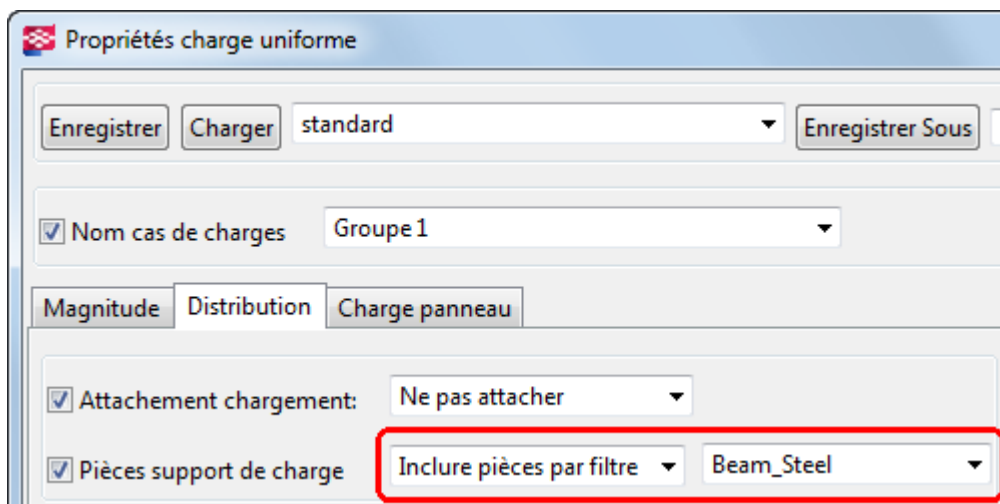 Propriétés charge uniforme
Enregistrer Charger standard Enregistrer Sous
Nom cas de charges Groupe 1
Magnitude Distribution Charge panneau
Attachement chargement: Ne pas attacher
Pièces support de charge Inclure pièces par filtre Beam_Steel